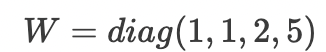 W = diag(1, 1, 2, 5)